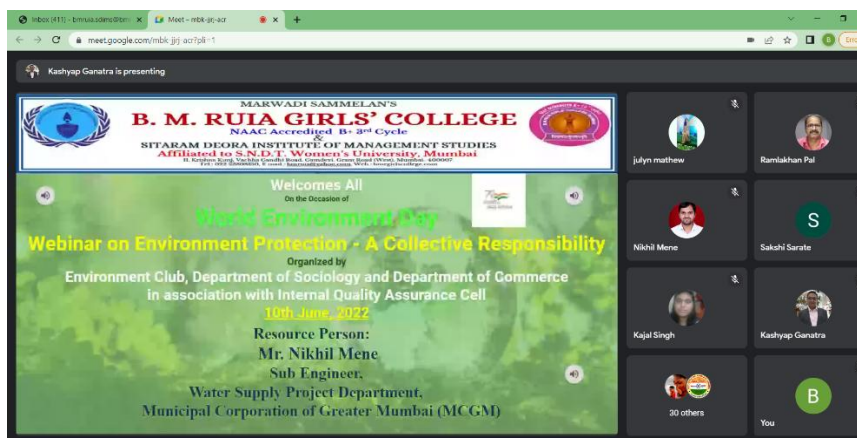 Inbox (411) - bmruia.sdims@bm
Meet – mbk-jjrj-acr
meet.google.com/mbk-jjrj-acr?pli=1
Kashyap Ganatra is presenting
MARWADI SAMMELAN'S
B. M. RUIA GIRLS' COLLEGE
NAAC Accredited B+ 3rd Cycle
&
SITARAM DEORA INSTITUTE OF MANAGEMENT STUDIES
Affiliated to S.N.D.T. Women's University, Mumbai
Welcomes All
On the Occasion of
World Environment Day
Webinar on Environment Protection - A Collective Responsibility
Organized by
Environment Club, Department of Sociology and Department of Commerce
in association with Internal Quality Assurance Cell
10th June, 2022
Resource Person:
Mr. Nikhil Mene
Sub Engineer,
Water Supply Project Department,
Municipal Corporation of Greater Mumbai (MCGM)
julyn mathew
Ramlakhan Pal
Nikhil Mene
S
Sakshi Sarate
Kajal Singh
Kashyap Ganatra
30 others
B
You